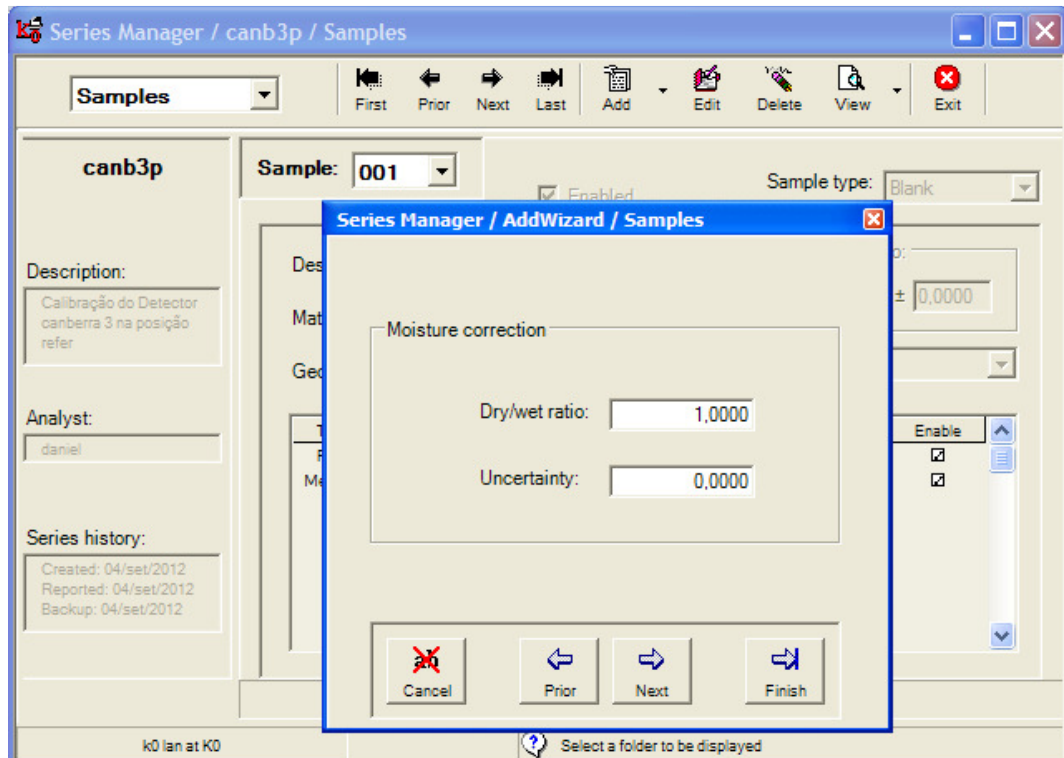 Series Manager / canb3p / Samples
Samples
First Prior Next Last Add Edit Delete View Exit
canb3p
Sample: 001
Enabled
Sample type: Blank
Series Manager / AddWizard / Samples
Description:
Calibração do Detector
canberra 3 na posição
refer
Des
Mat
Geo
± 0,0000
Moisture correction
Dry/wet ratio: 1,0000
Uncertainty: 0,0000
Analyst:
daniel
Enable
Me
Series history:
Created: 04/set/2012
Reported: 04/set/2012
Backup: 04/set/2012
Cancel Prior Next Finish
k0 lan at K0
Select a folder to be displayed